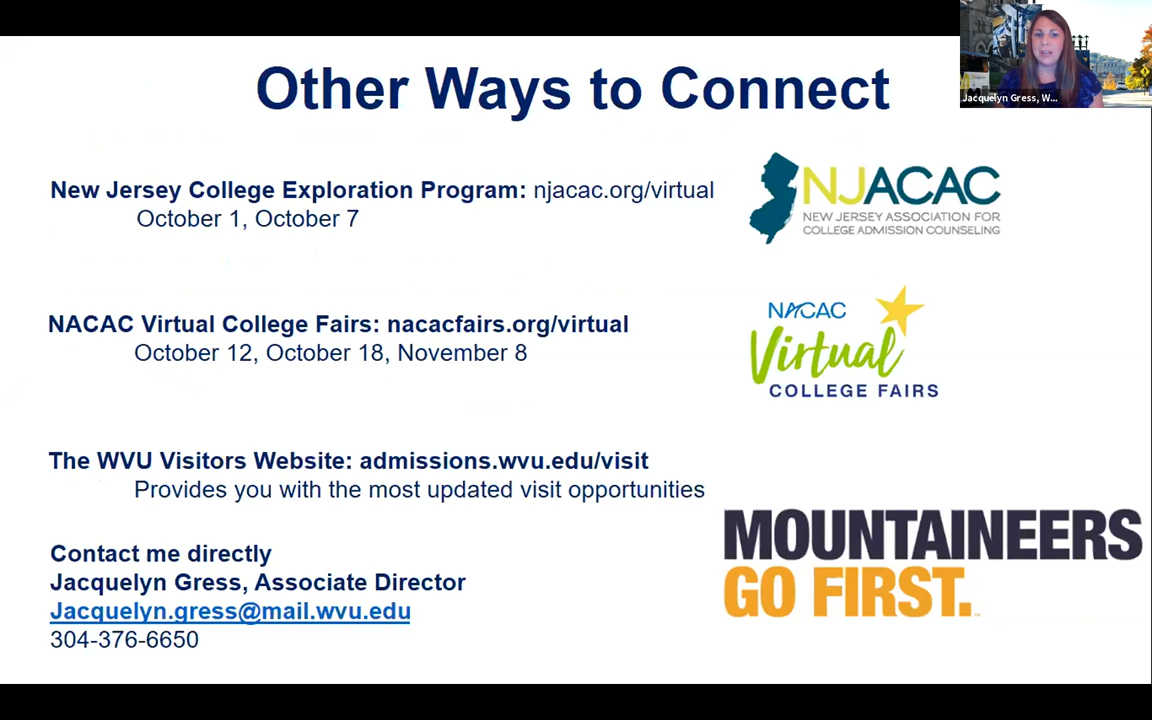 Other Ways to Connect
Jacquelyn Gress, W...
New Jersey College Exploration Program: njacac.org/virtual
October 1, October 7
NJACAC
NEW JERSEY ASSOCIATION FOR
COLLEGE ADMISSION COUNSELING
NACAC Virtual College Fairs: nacacfairs.org/virtual
October 12, October 18, November 8
NACAC
Virtual
COLLEGE FAIRS
The WVU Visitors Website: admissions.wvu.edu/visit
Provides you with the most updated visit opportunities
MOUNTAINEERS
GO FIRST.
Contact me directly
Jacquelyn Gress, Associate Director
Jacquelyn.gress@mail.wvu.edu
304-376-6650